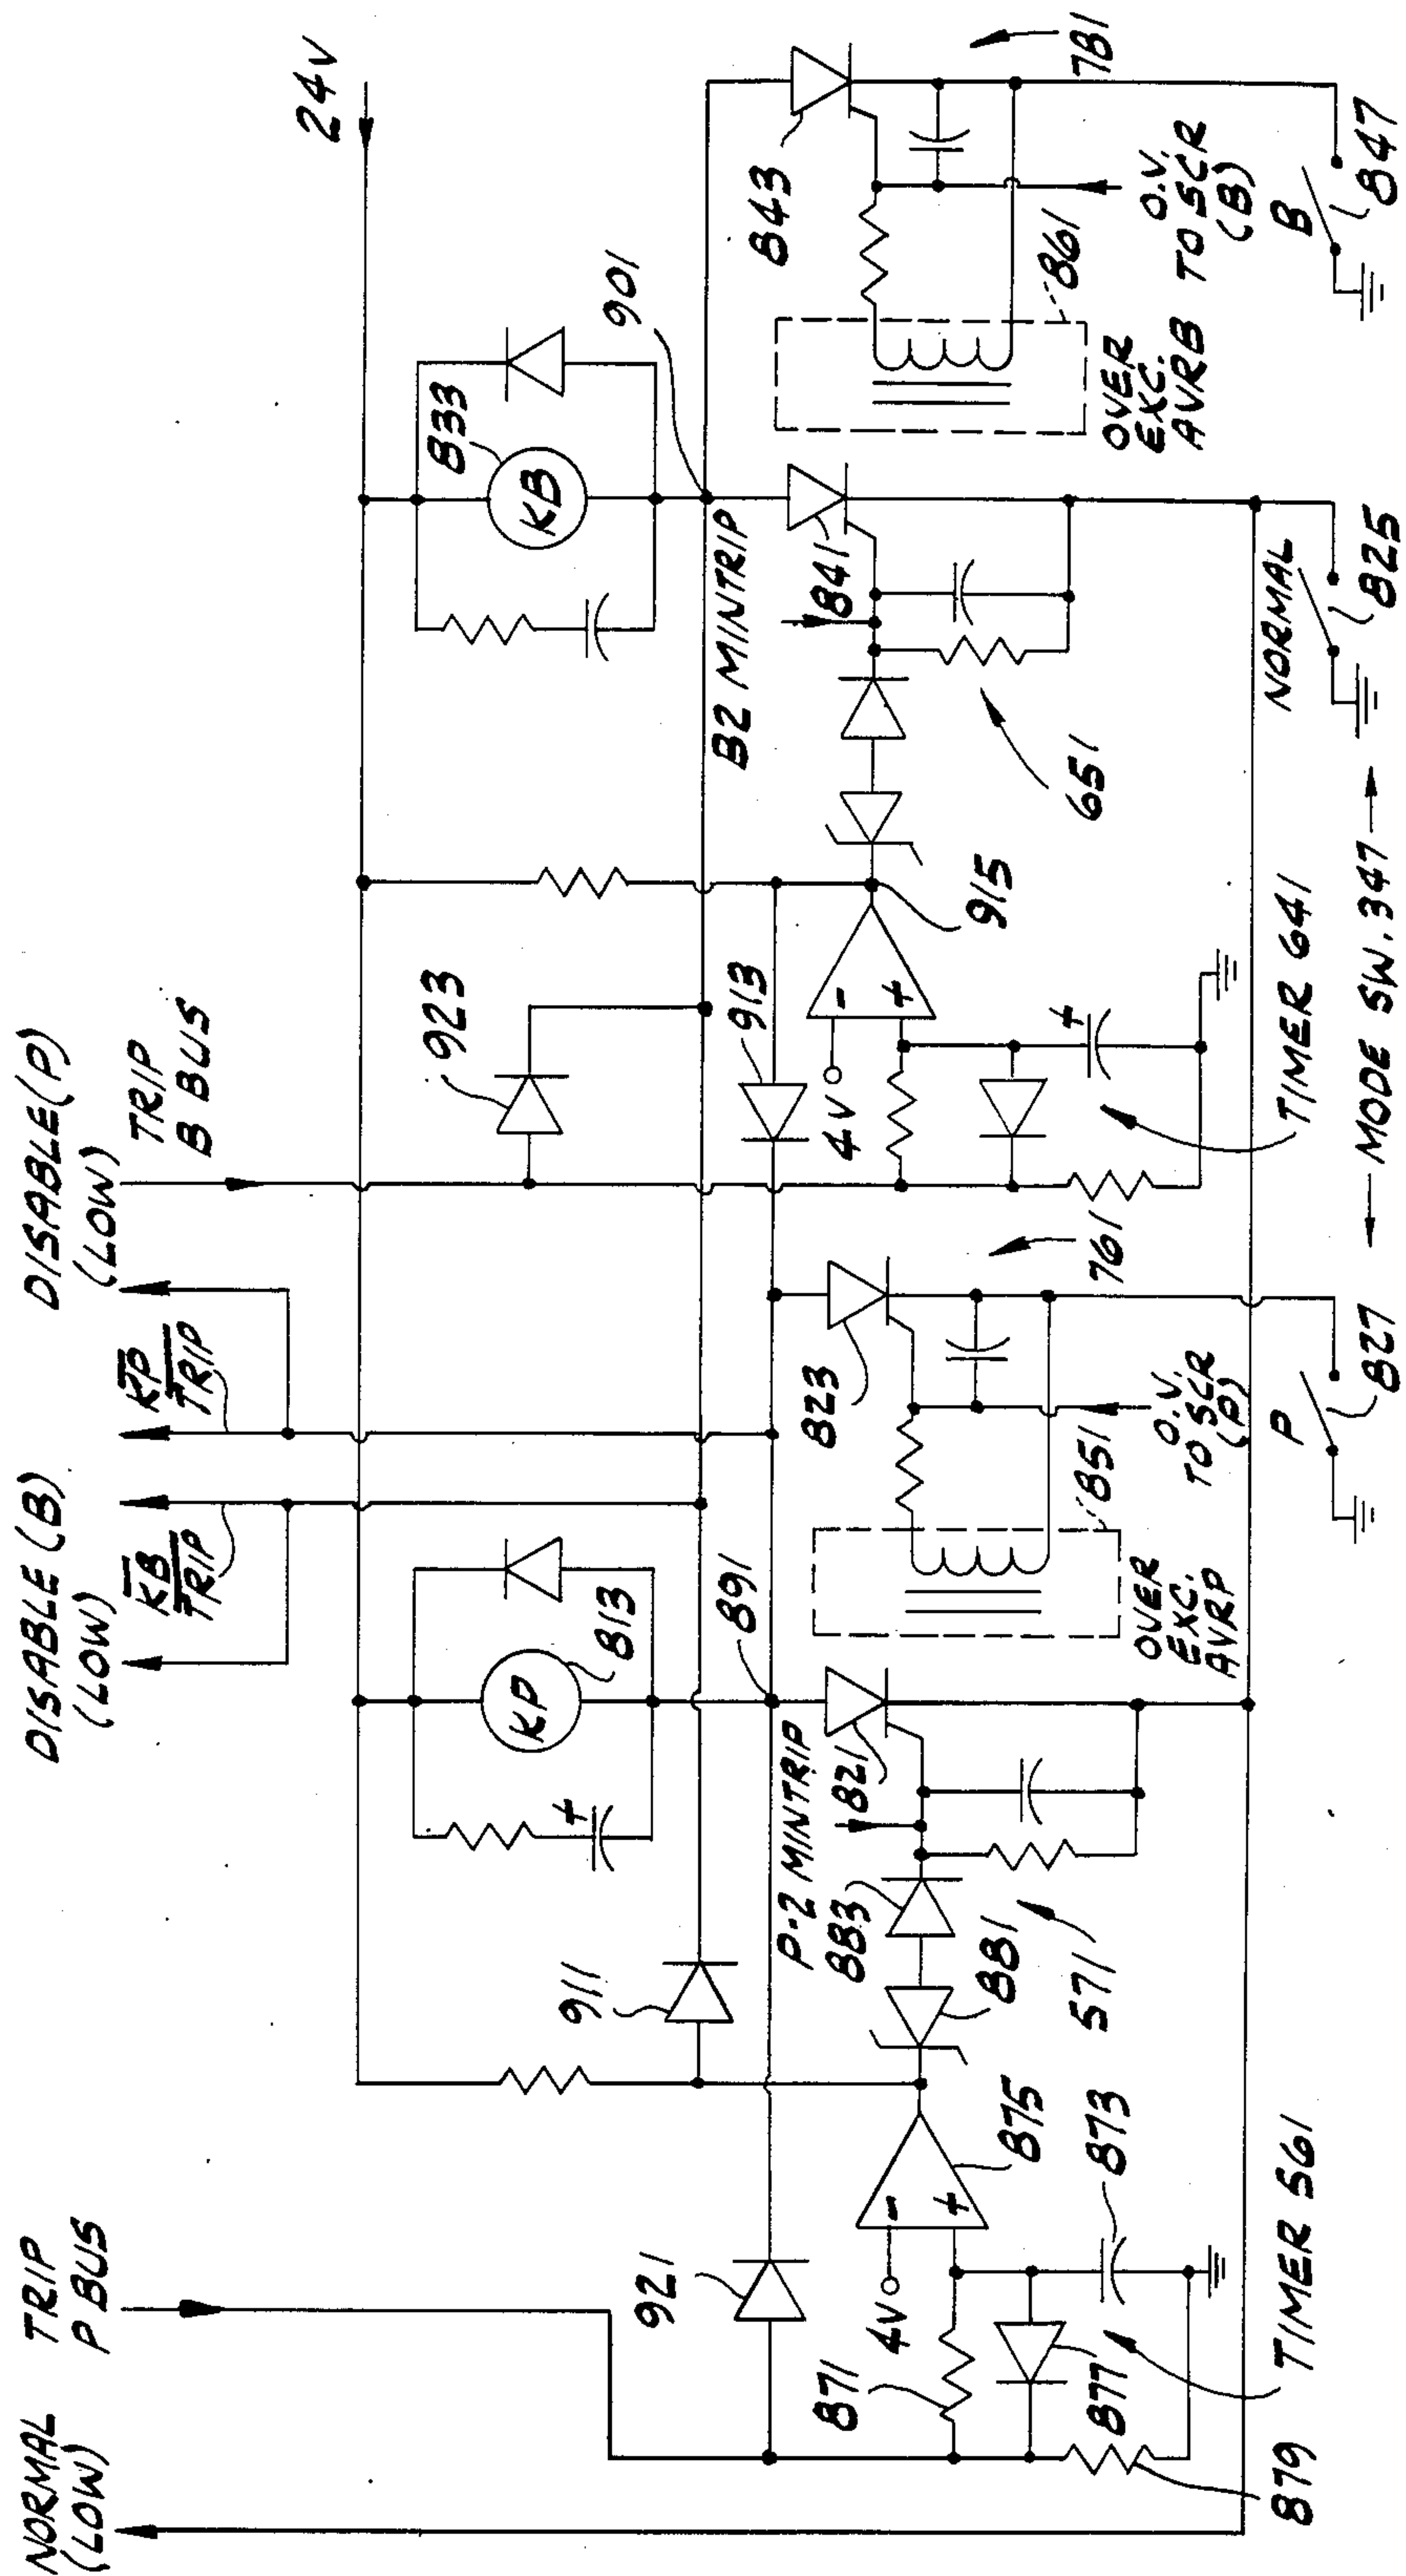 NORMAL
(LOW)
TRIP
P BUS
DISABLE (B)
(LOW)
KB
TRIP
KP
TRIP
DISABLE (P)
(LOW)
TRIP
B BUS
24V
921
911
KP
813
891
923
KB
833
901
871
4V
875
877
873
879
TIMER 561
P-2 MINTRIP
883
881
821
571
OVER
EXC.
AVRP
851
823
O.V.
TO SCR
(P)
761
P
827
913
4V
915
TIMER 641
B2 MINTRIP
841
651
NORMAL
825
MODE SW. 347
OVER
EXC.
AVRB
861
843
O.V.
TO SCR
(B)
781
B
847